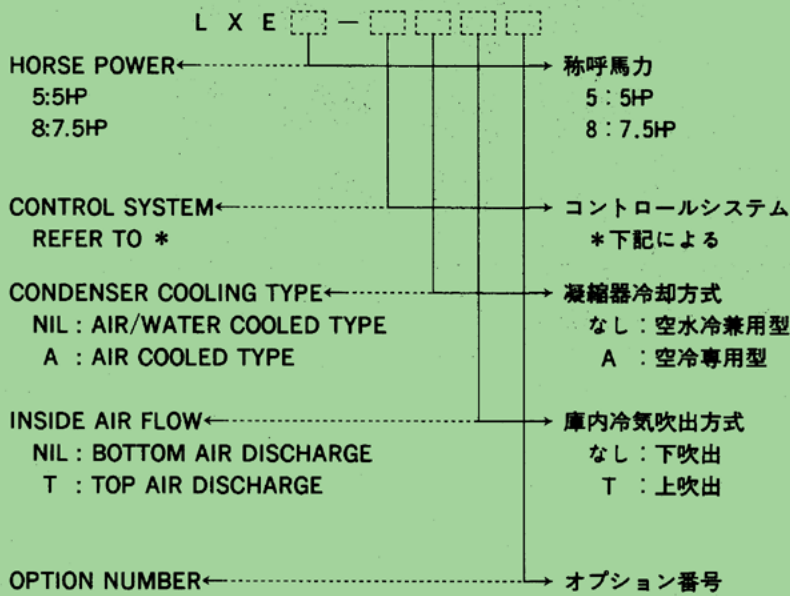 LXE -
HORSE POWER 称呼馬力
5:5HP 5:5HP
8:7.5HP 8:7.5HP
CONTROL SYSTEM コントロールシステム
REFER TO * *下記による
CONDENSER COOLING TYPE 凝縮器冷却方式
NIL : AIR/WATER COOLED TYPE なし:空水冷兼用型
A : AIR COOLED TYPE A :空冷専用型
INSIDE AIR FLOW 庫内冷気吹出方式
NIL : BOTTOM AIR DISCHARGE なし:下吹出
T : TOP AIR DISCHARGE T :上吹出
OPTION NUMBER オプション番号